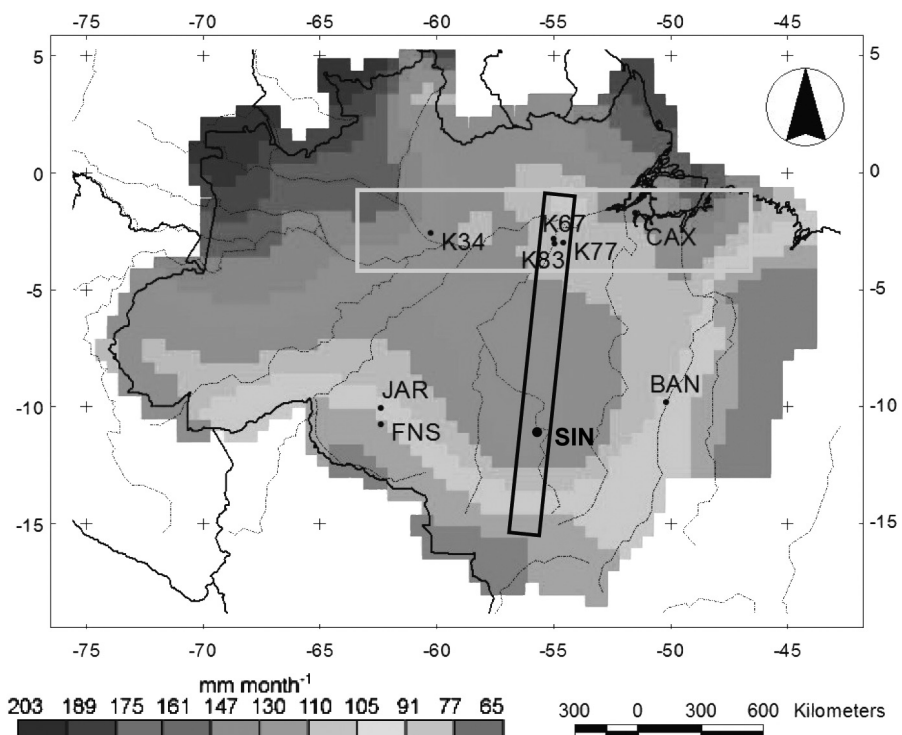 -75 -70 -65 -60 -55 -50 -45
5 5
0 0
K67
K34 K77 CAX
K83
-5 -5
JAR BAN
-10 -10
FNS SIN
-15 -15
-75 -70 -65 -60 -55 -50 -45
mm month⁻¹
203 189 175 161 147 130 110 105 91 77 65
300 0 300 600 Kilometers